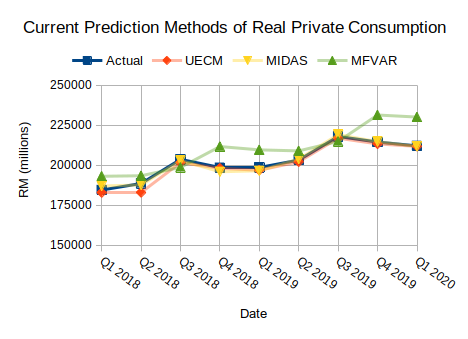 Current Prediction Methods of Real Private Consumption
Actual UECM MIDAS MFVAR
250000
225000
200000
175000
150000
RM (millions)
Q1 2018 Q2 2018 Q3 2018 Q4 2018 Q1 2019 Q2 2019 Q3 2019 Q4 2019 Q1 2020
Date